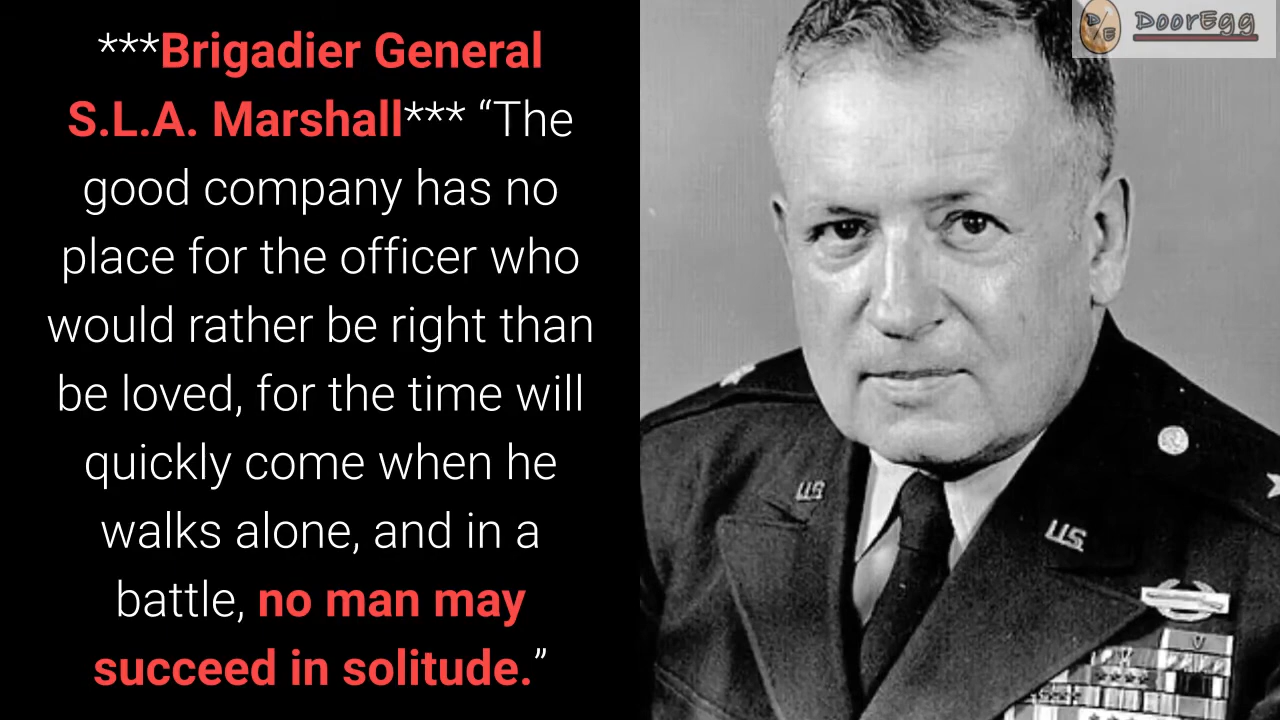 ***Brigadier General
S.L.A. Marshall*** “The
good company has no
place for the officer who
would rather be right than
be loved, for the time will
quickly come when he
walks alone, and in a
battle, no man may
succeed in solitude.”
D/E DoorEgg
U.S
U.S.